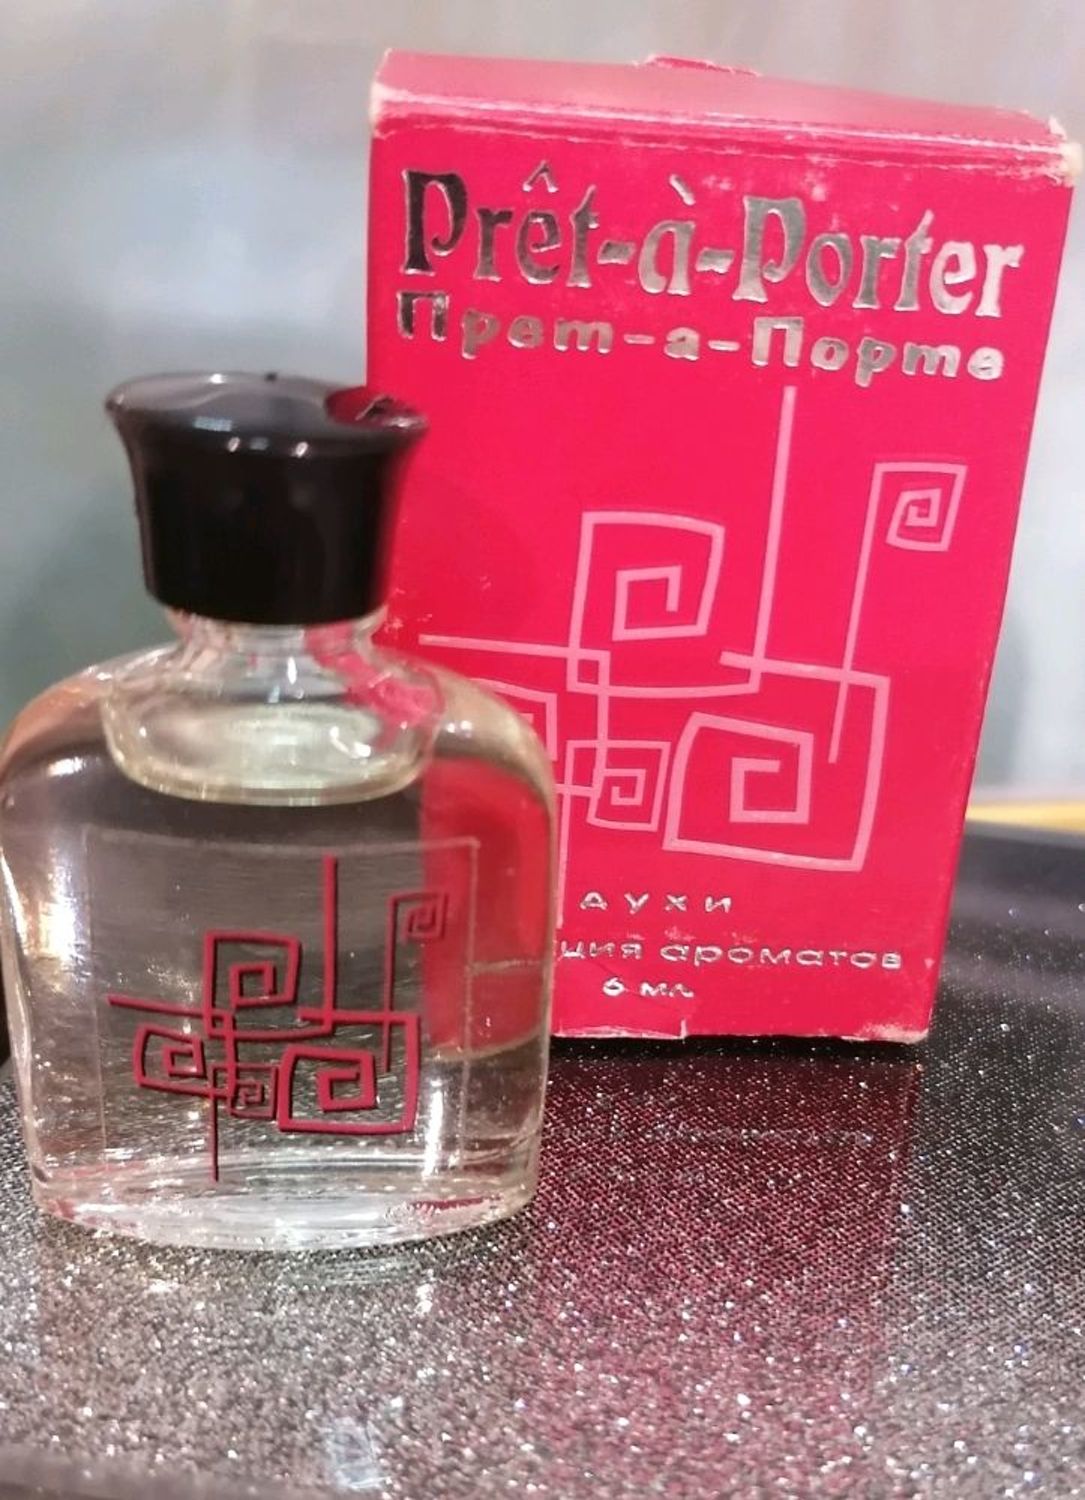 Prêt-à-Porter
Прет-а-Порте
ДУХИ
ароматов
6 мл